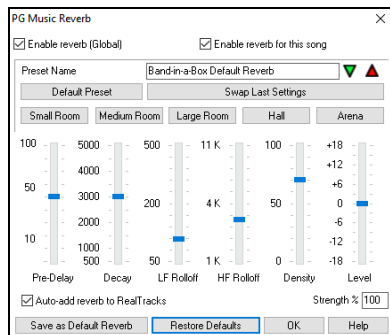 PG Music Reverb
Enable reverb (Global) Enable reverb for this song
Preset Name Band-in-a-Box Default Reverb
Default Preset Swap Last Settings
Small Room Medium Room Large Room Hall Arena
100 5000 500 11 K 100 +18
4000 +12
50 3000 200 4 K 50 +6
0
2000 -6
10 1000 -12
500 50 1 K 0 -18
Pre-Delay Decay LF Rolloff HF Rolloff Density Level
Auto-add reverb to RealTracks Strength % 100
Save as Default Reverb Restore Defaults OK Help